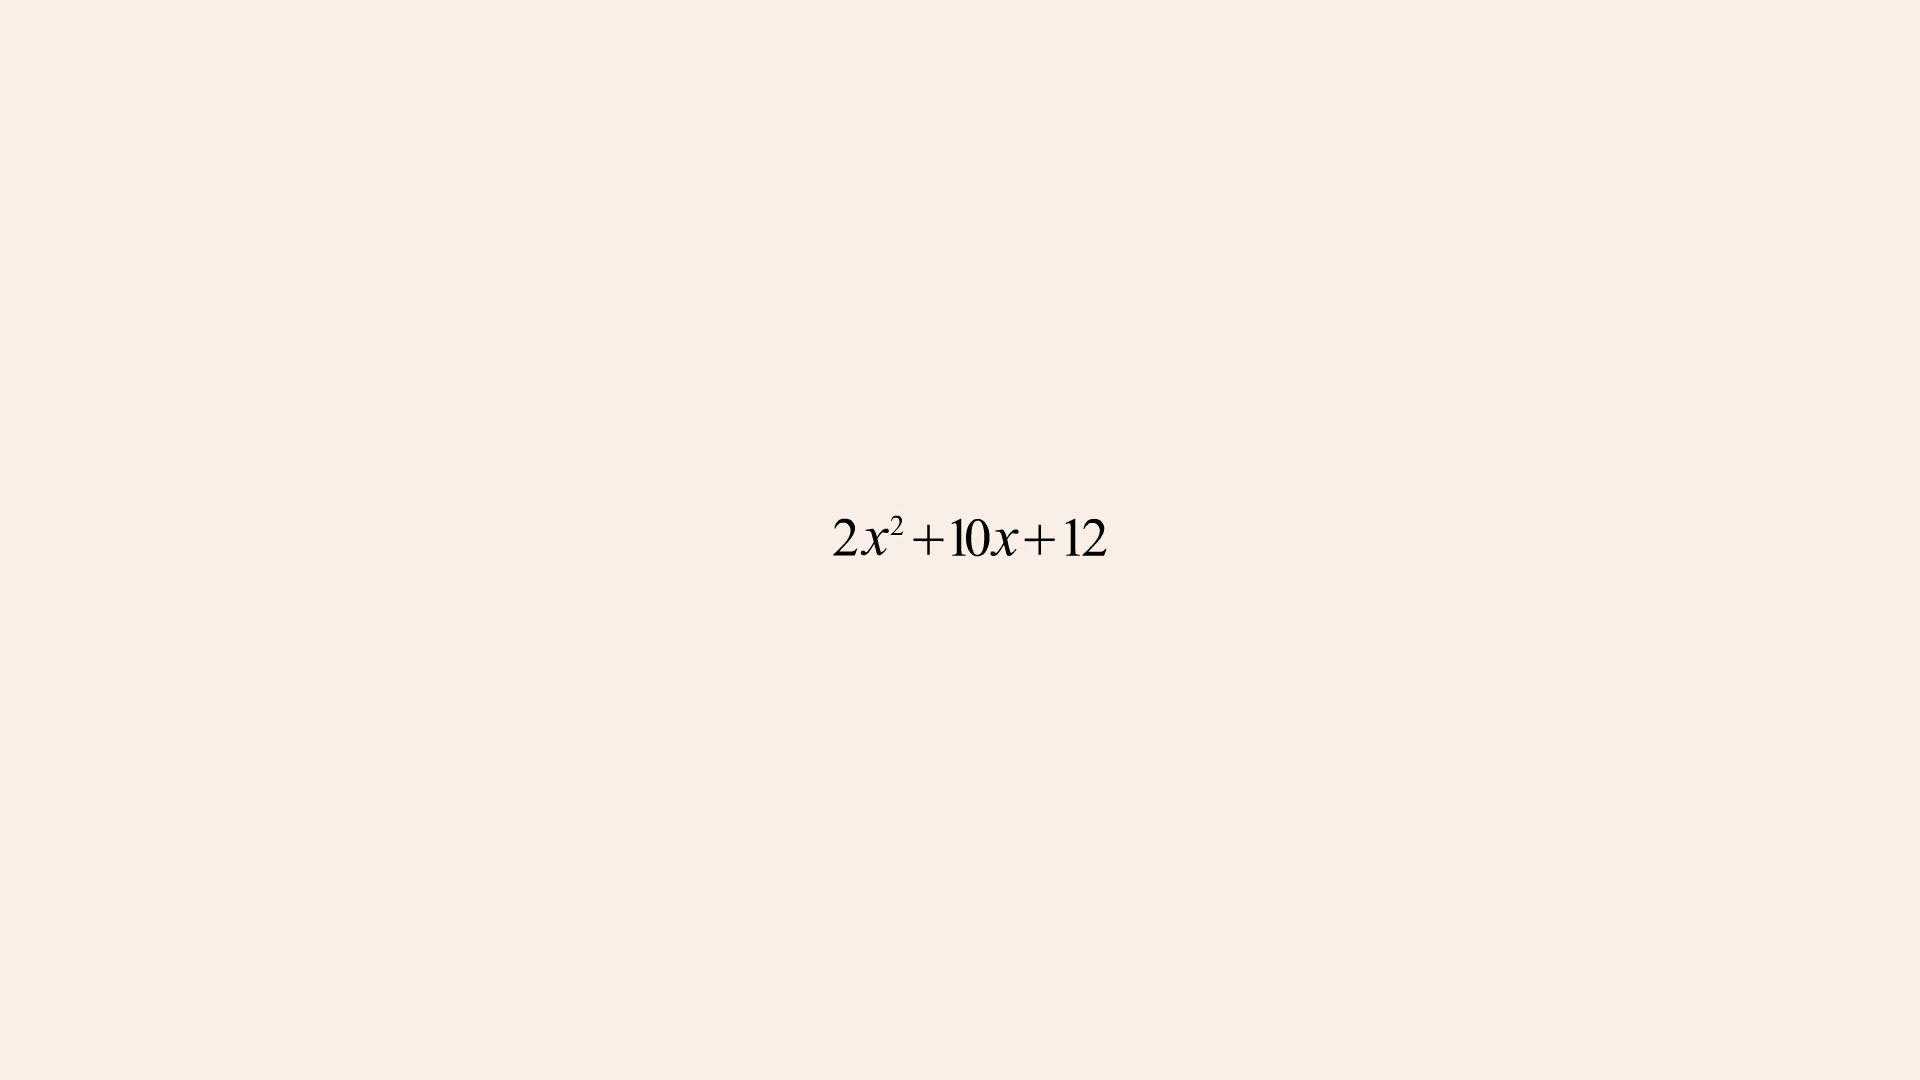 2x² + 10x + 12